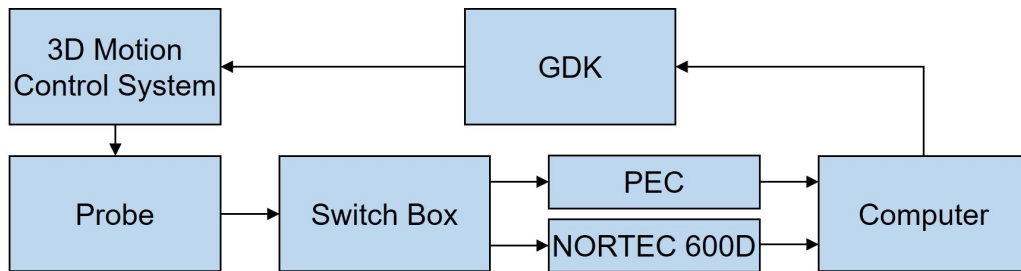 3D Motion
Control System
GDK
Probe
Switch Box
PEC
NORTEC 600D
Computer